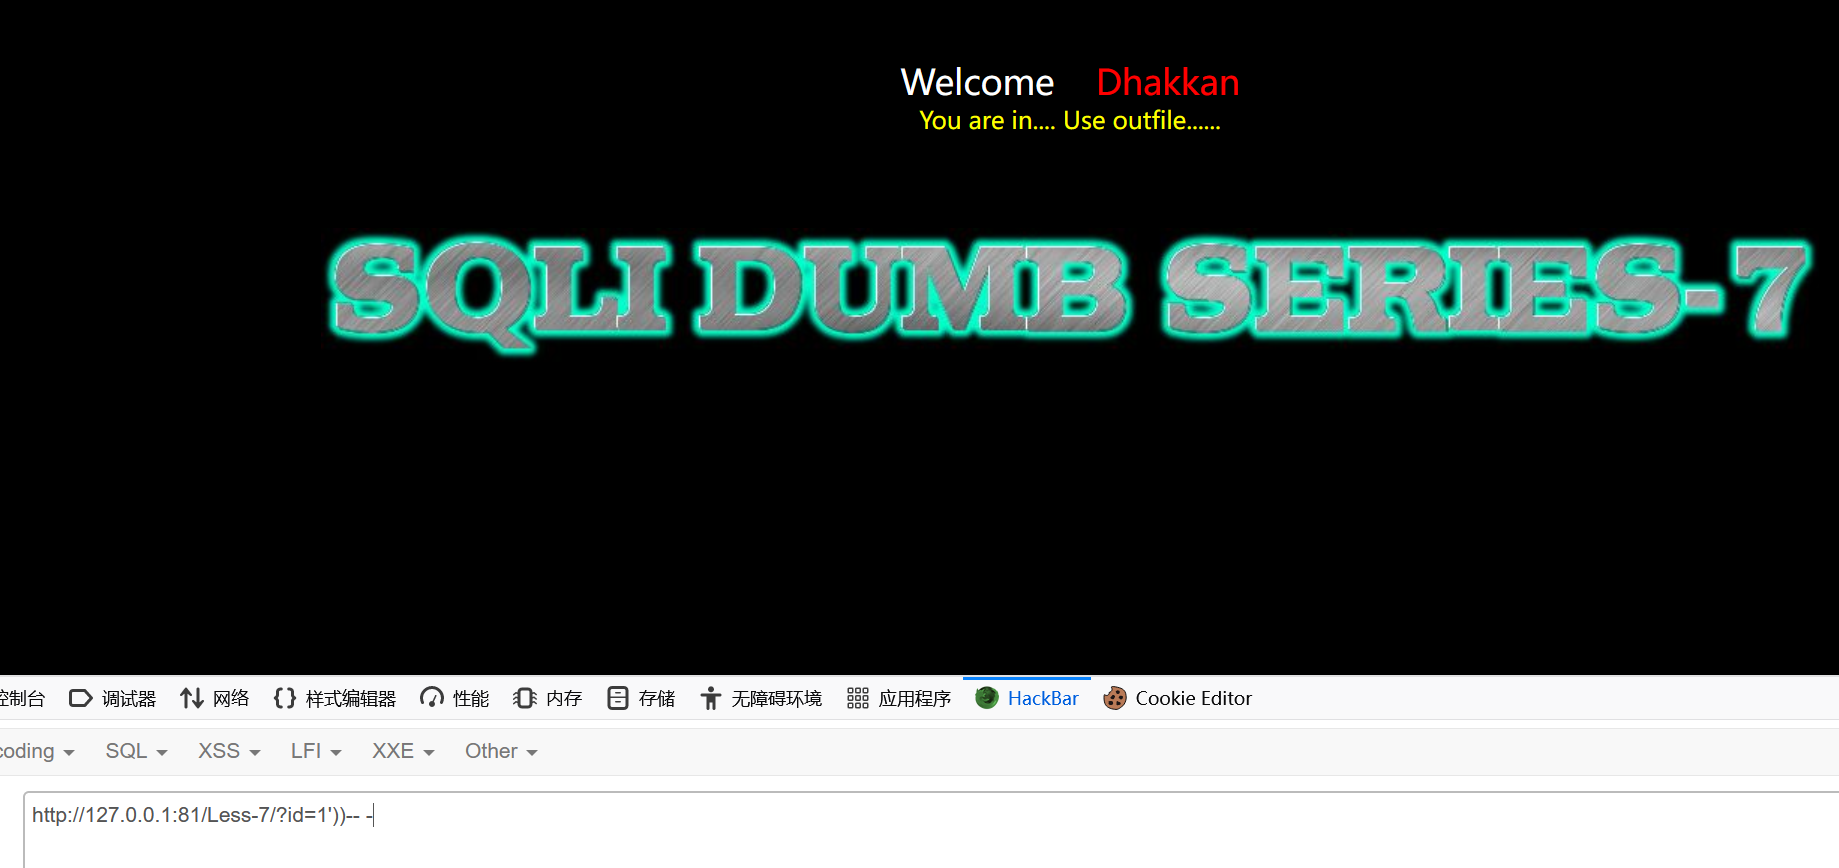 Welcome Dhakkan
You are in.... Use outfile......
SQLI DUMB SERIES-7
控制台 调试器 网络 样式编辑器 性能 内存 存储 无障碍环境 应用程序 HackBar Cookie Editor
coding SQL XSS LFI XXE Other
http://127.0.0.1:81/Less-7/?id=1'))-- -